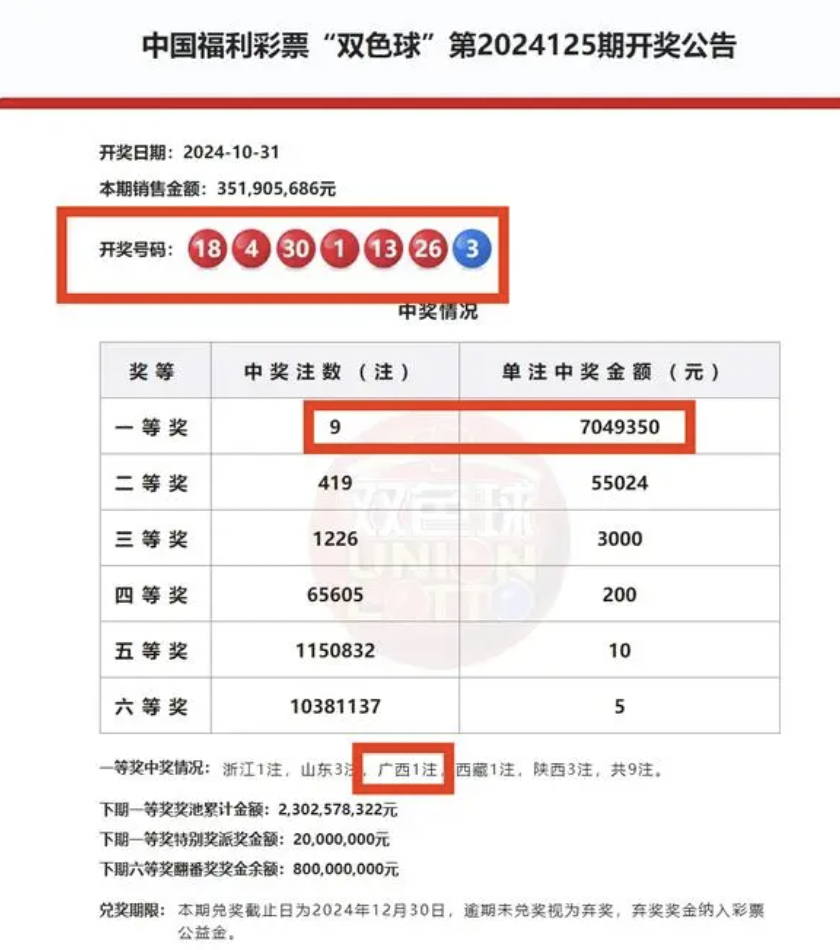 中国福利彩票“双色球”第2024125期开奖公告
开奖日期：2024-10-31
本期销售金额：351,905,686元
开奖号码：18 4 30 1 13 26 3
中奖情况
奖等 中奖注数（注） 单注中奖金额（元）
一等奖 9 7049350
二等奖 419 55024
三等奖 1226 3000
四等奖 65605 200
五等奖 1150832 10
六等奖 10381137 5
双色球
UNION
LOTTO
一等奖中奖情况：浙江1注，山东3注，广西1注，西藏1注，陕西3注，共9注。
下期一等奖奖池累计金额：2,302,578,322元
下期一等奖特别奖派奖金额：20,000,000元
下期六等奖翻番奖奖金余额：800,000,000元
兑奖期限：本期兑奖截止日为2024年12月30日，逾期未兑奖视为弃奖，弃奖奖金纳入彩票
公益金。